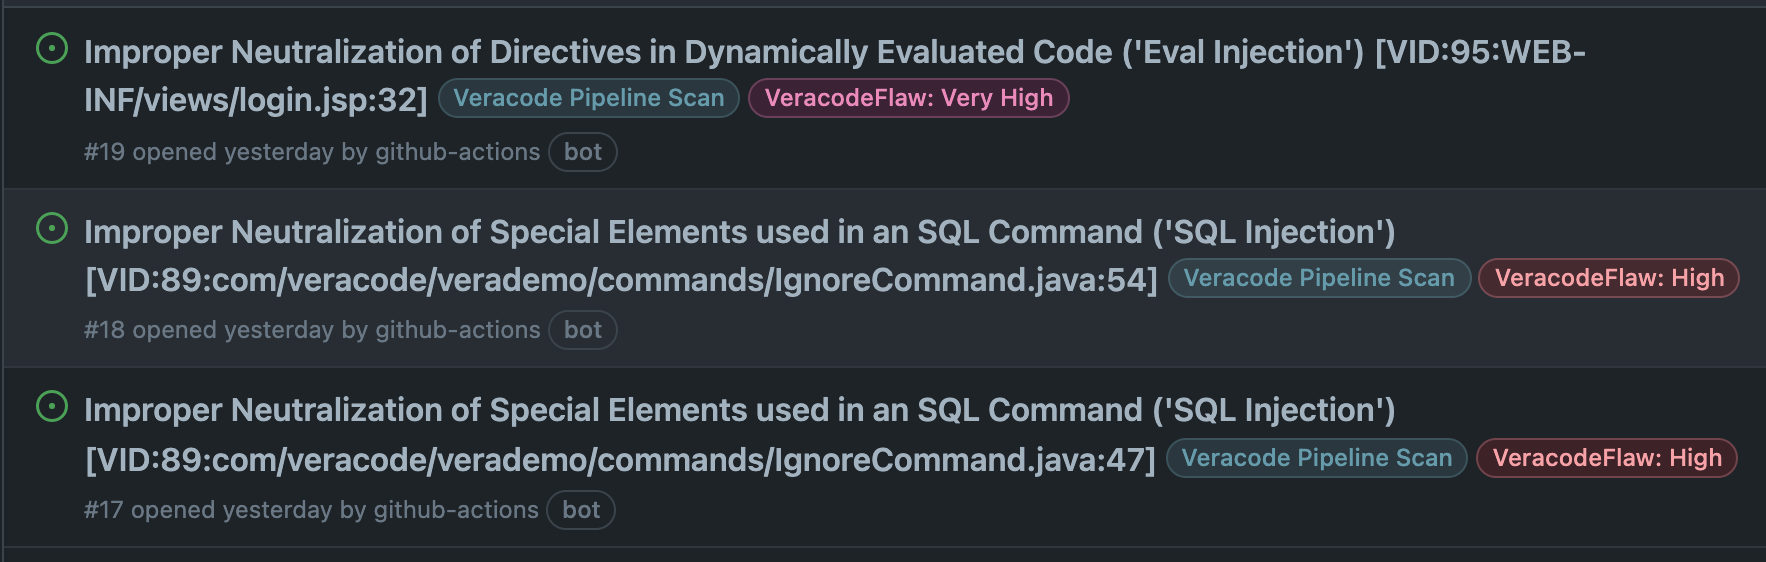 Improper Neutralization of Directives in Dynamically Evaluated Code ('Eval Injection') [VID:95:WEB-
INF/views/login.jsp:32] Veracode Pipeline Scan VeracodeFlaw: Very High
#19 opened yesterday by github-actions bot
Improper Neutralization of Special Elements used in an SQL Command ('SQL Injection')
[VID:89:com/veracode/verademo/commands/IgnoreCommand.java:54] Veracode Pipeline Scan VeracodeFlaw: High
#18 opened yesterday by github-actions bot
Improper Neutralization of Special Elements used in an SQL Command ('SQL Injection')
[VID:89:com/veracode/verademo/commands/IgnoreCommand.java:47] Veracode Pipeline Scan VeracodeFlaw: High
#17 opened yesterday by github-actions bot